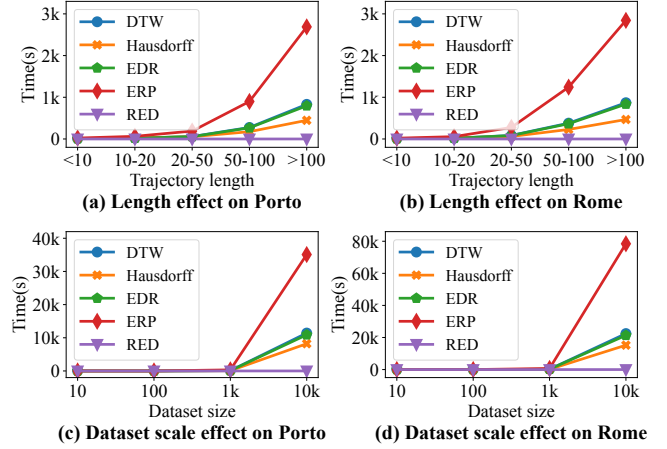 3k
2k
1k
0
Time(s)
DTW
Hausdorff
EDR
ERP
RED
<10 10-20 20-50 50-100 >100
Trajectory length
(a) Length effect on Porto
3k
2k
1k
0
Time(s)
DTW
Hausdorff
EDR
ERP
RED
<10 10-20 20-50 50-100 >100
Trajectory length
(b) Length effect on Rome
40k
30k
20k
10k
0
Time(s)
DTW
Hausdorff
EDR
ERP
RED
10 100 1k 10k
Dataset size
(c) Dataset scale effect on Porto
80k
60k
40k
20k
0
Time(s)
DTW
Hausdorff
EDR
ERP
RED
10 100 1k 10k
Dataset size
(d) Dataset scale effect on Rome